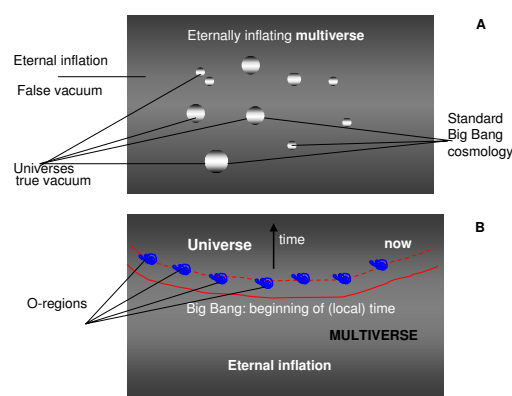 A
Eternally inflating multiverse
Eternal inflation
False vacuum
Standard
Big Bang
cosmology
Universes
true vacuum
B
Universe
time
now
O-regions
Big Bang: beginning of (local) time
MULTIVERSE
Eternal inflation